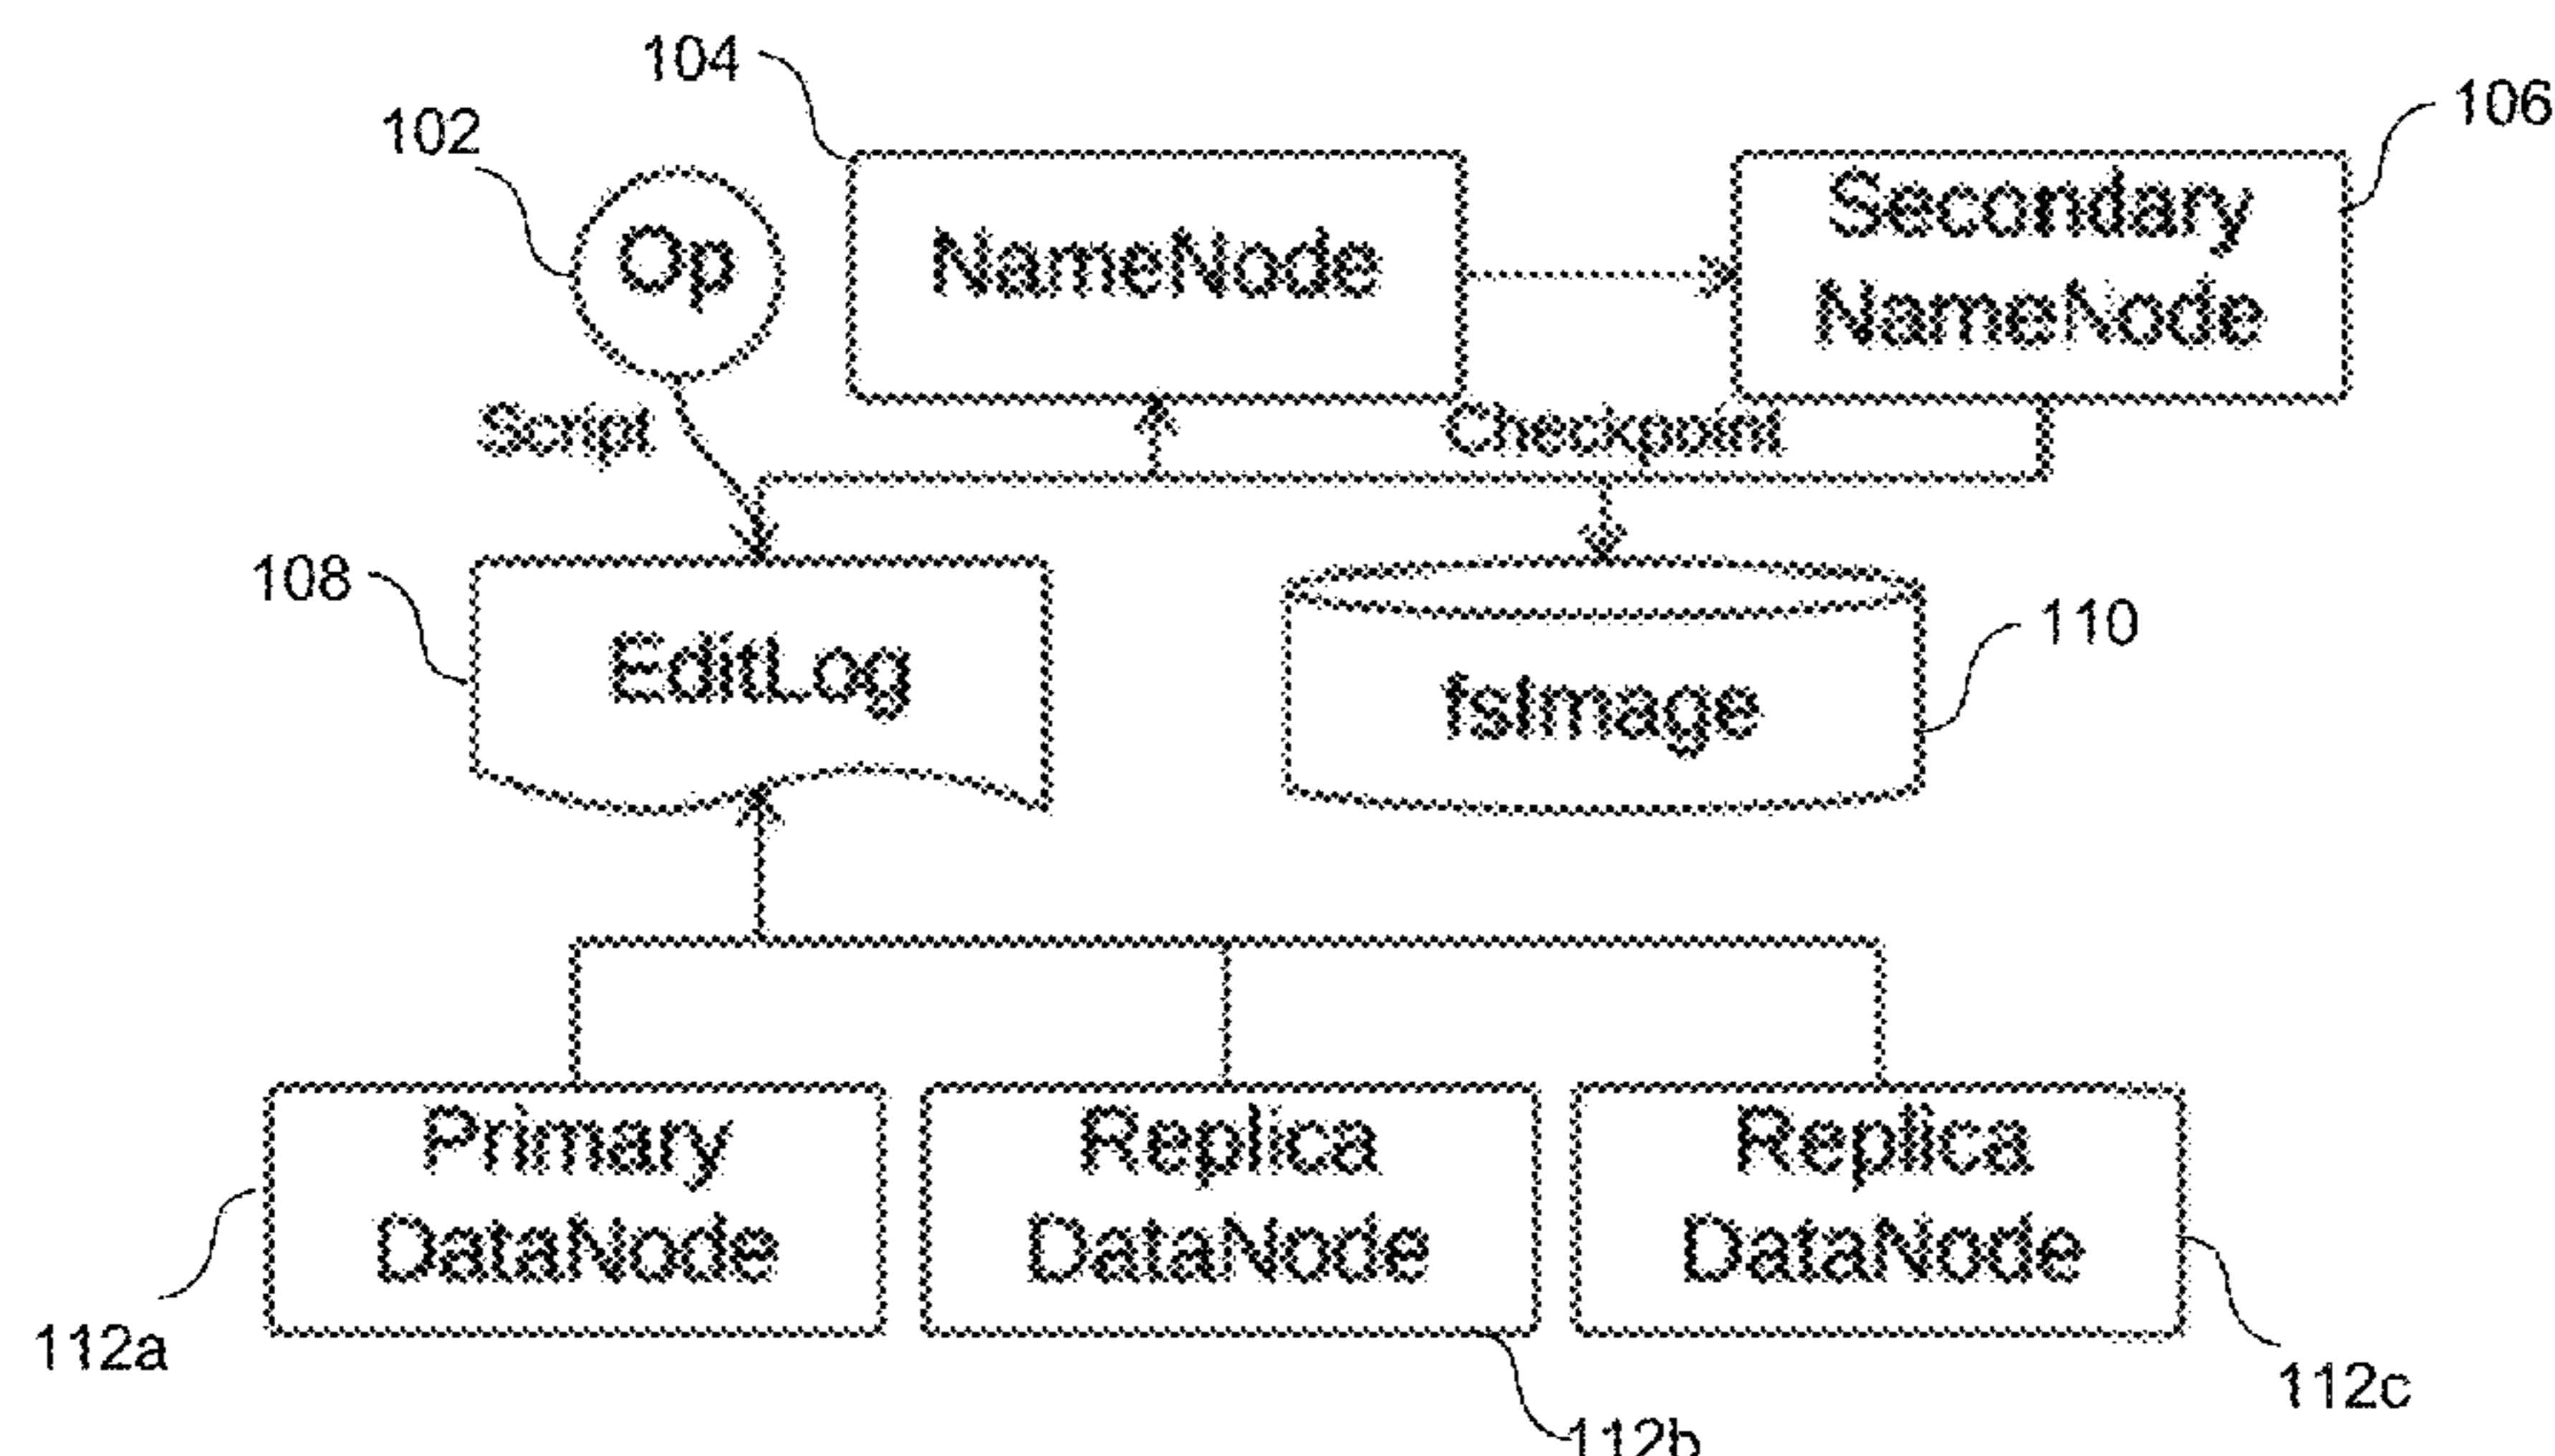 104
106
102
Op
NameNode
Secondary
NameNode
Script
Checkpoint
108
EditLog
110
fsImage
Primary
DataNode
Replica
DataNode
Replica
DataNode
112a
112b
112c